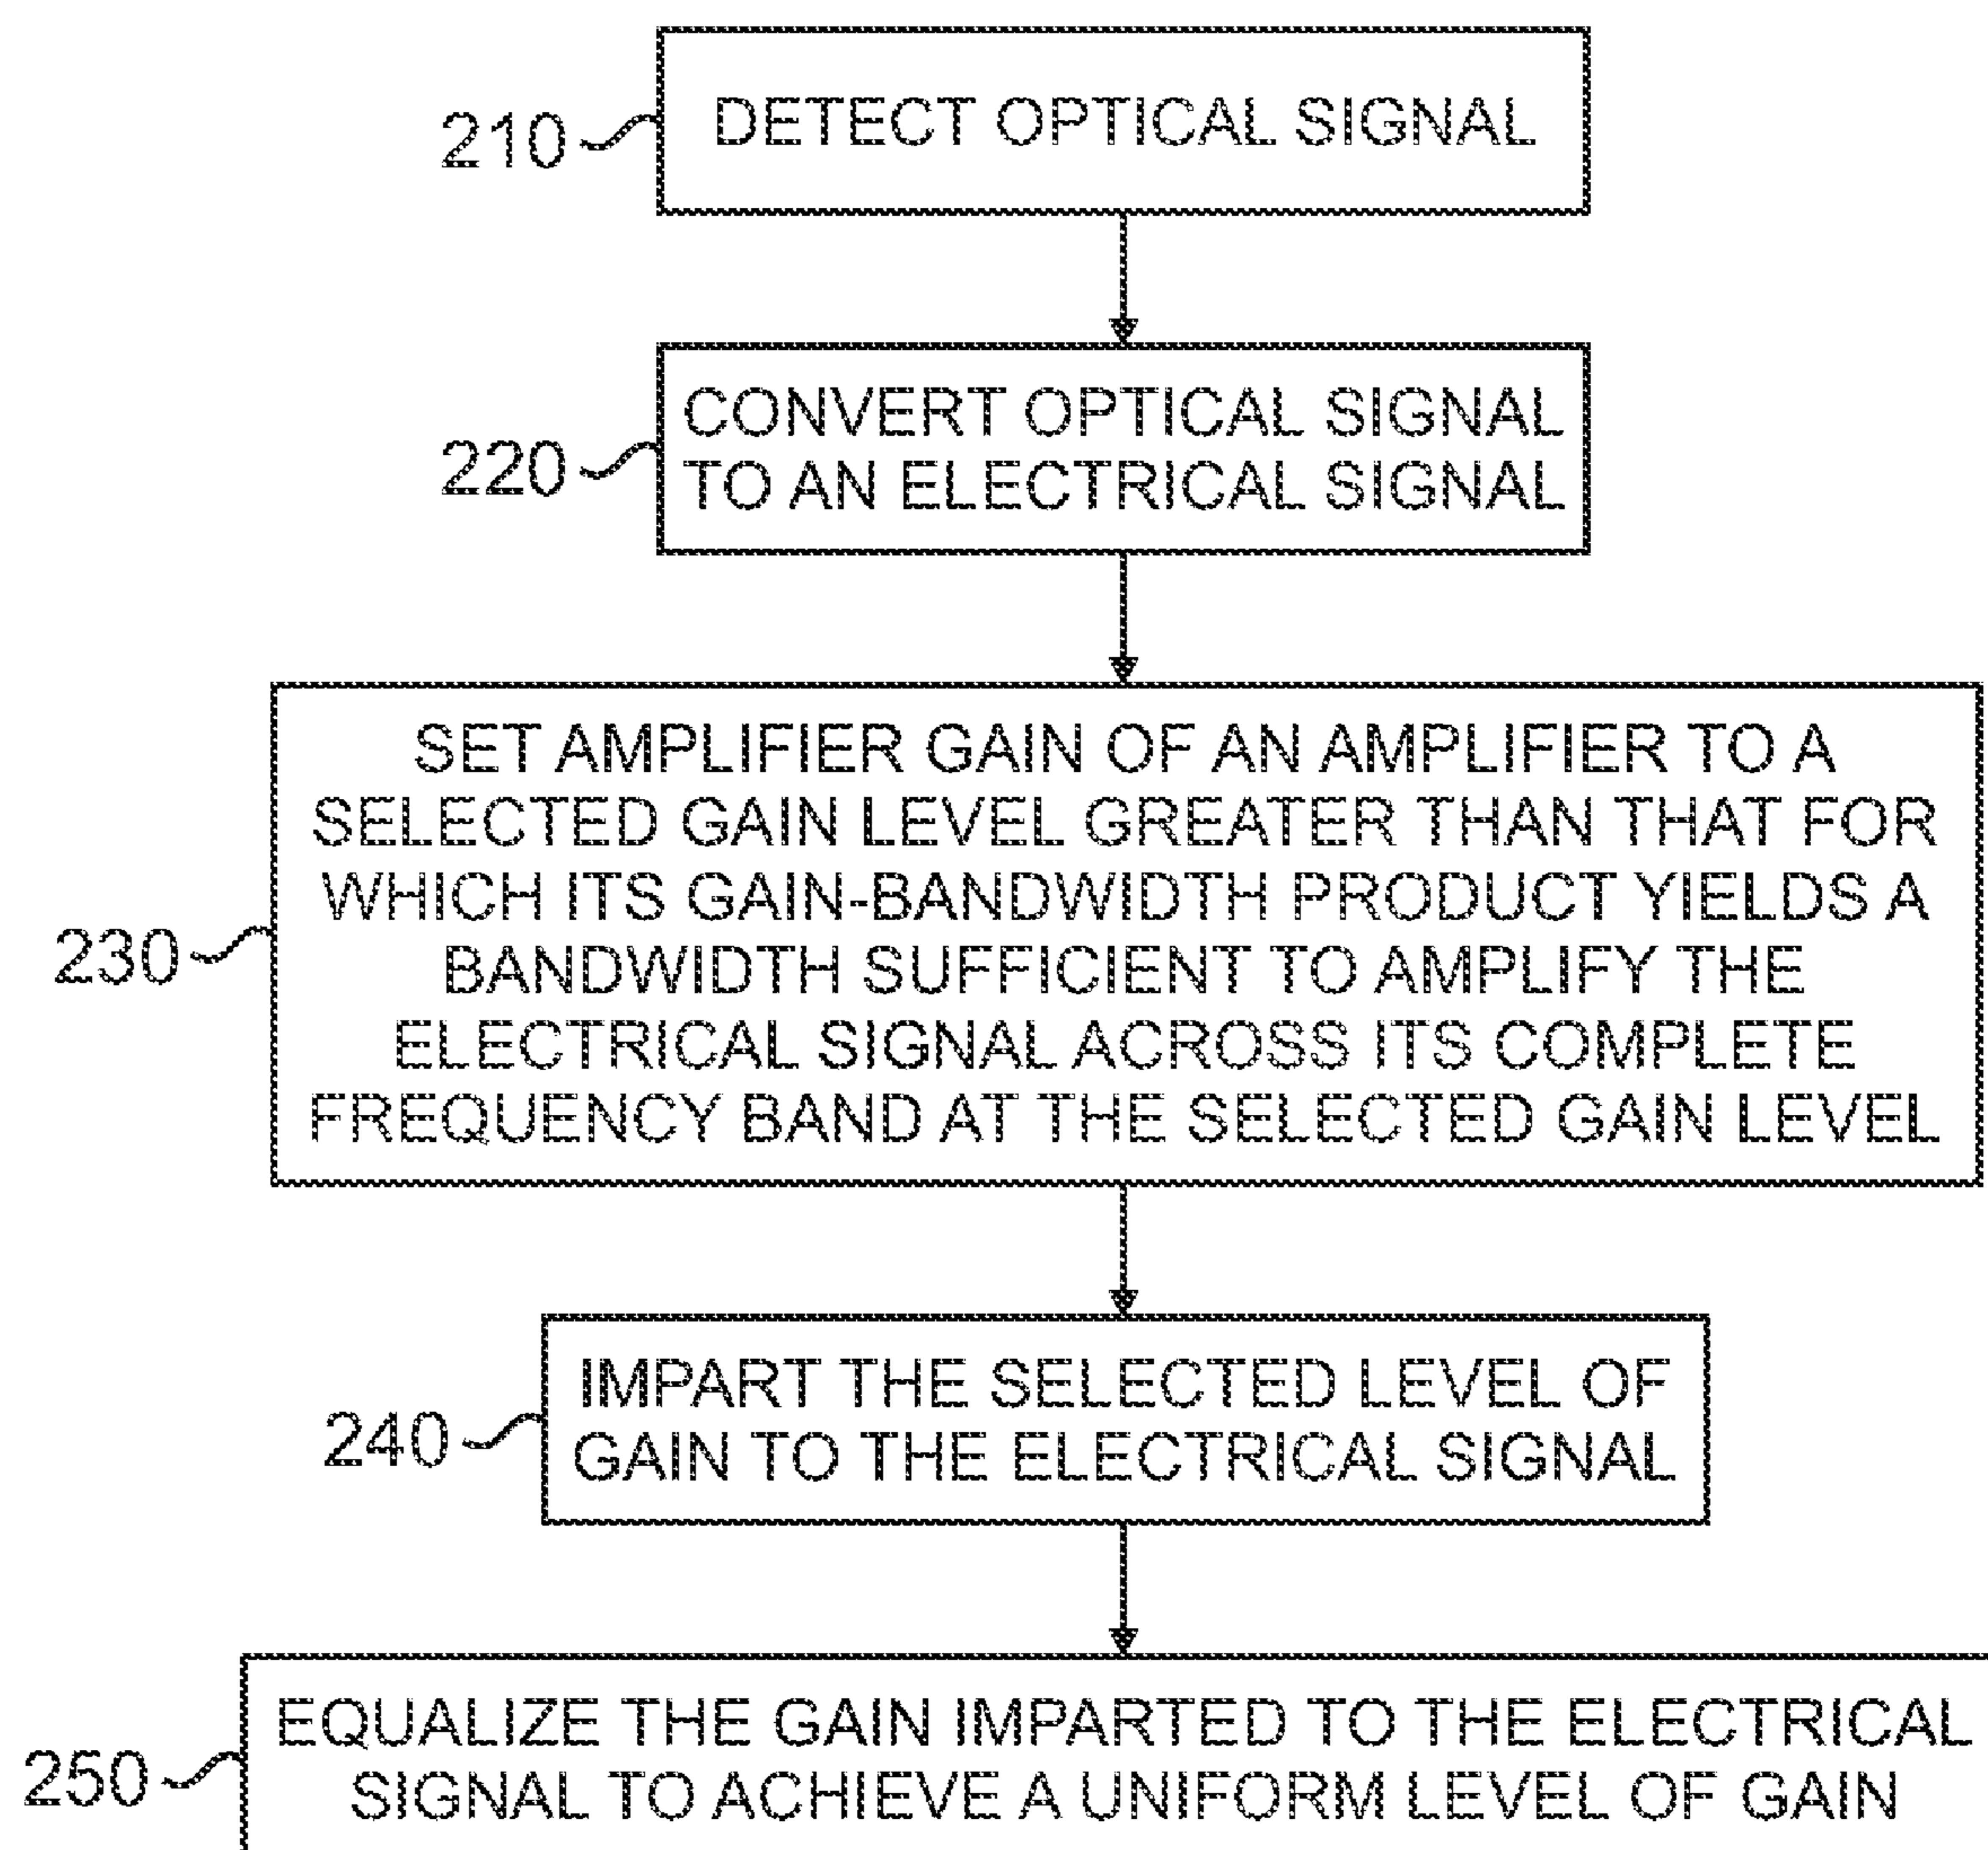 210
DETECT OPTICAL SIGNAL
220
CONVERT OPTICAL SIGNAL
TO AN ELECTRICAL SIGNAL
230
SET AMPLIFIER GAIN OF AN AMPLIFIER TO A
SELECTED GAIN LEVEL GREATER THAN THAT FOR
WHICH ITS GAIN-BANDWIDTH PRODUCT YIELDS A
BANDWIDTH SUFFICIENT TO AMPLIFY THE
ELECTRICAL SIGNAL ACROSS ITS COMPLETE
FREQUENCY BAND AT THE SELECTED GAIN LEVEL
240
IMPART THE SELECTED LEVEL OF
GAIN TO THE ELECTRICAL SIGNAL
250
EQUALIZE THE GAIN IMPARTED TO THE ELECTRICAL
SIGNAL TO ACHIEVE A UNIFORM LEVEL OF GAIN